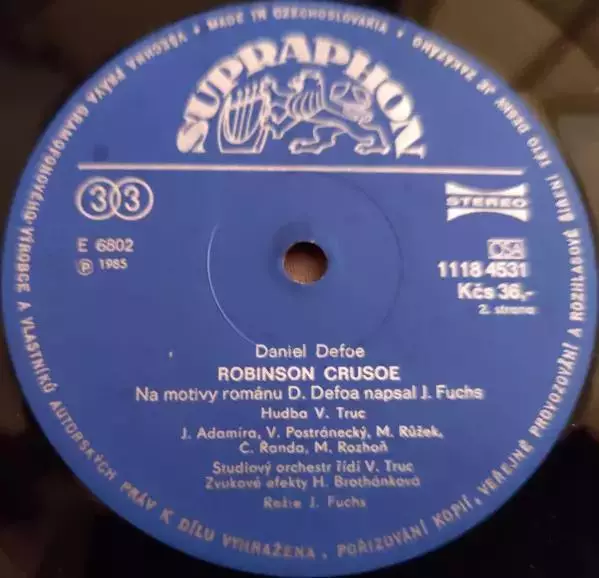 SUPRAPHON
33
STEREO
E 6802
Ⓟ 1985
OSA
1118 4531
Kčs 36,-
2. strana
Daniel Defoe
ROBINSON CRUSOE
Na motivy románu D. Defoa napsal J. Fuchs
Hudba V. Truc
J. Adamíra, V. Postránecký, M. Růžek,
Č. Řanda, M. Rozhoň
Studiový orchestr řídí V. Truc
Zvukové efekty H. Brothánková
Režie J. Fuchs
MADE IN CZECHOSLOVAKIA • VŠECHNA PRÁVA GRAMOFONOVÉHO VÝROBCE A VLASTNÍKŮ AUTORSKÝCH PRÁV K DÍLU VYHRAŽENA. POŘIZOVÁNÍ KOPIÍ, VEŘEJNÉ PROVOZOVÁNÍ A ROZHLASOVÉ ŠÍŘENÍ TÉTO DESKY JE ZAKÁZÁNO •